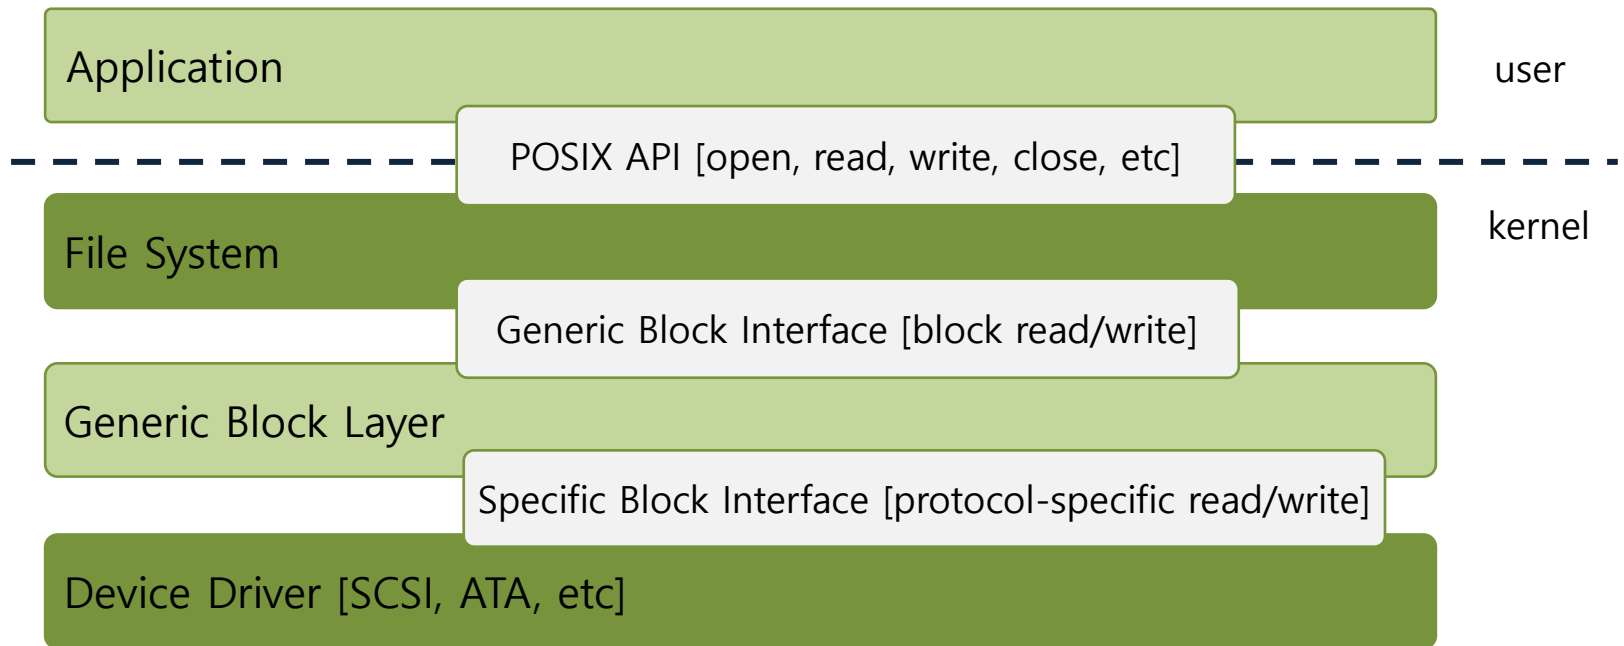 Application
user
POSIX API [open, read, write, close, etc]
File System
kernel
Generic Block Interface [block read/write]
Generic Block Layer
Specific Block Interface [protocol-specific read/write]
Device Driver [SCSI, ATA, etc]